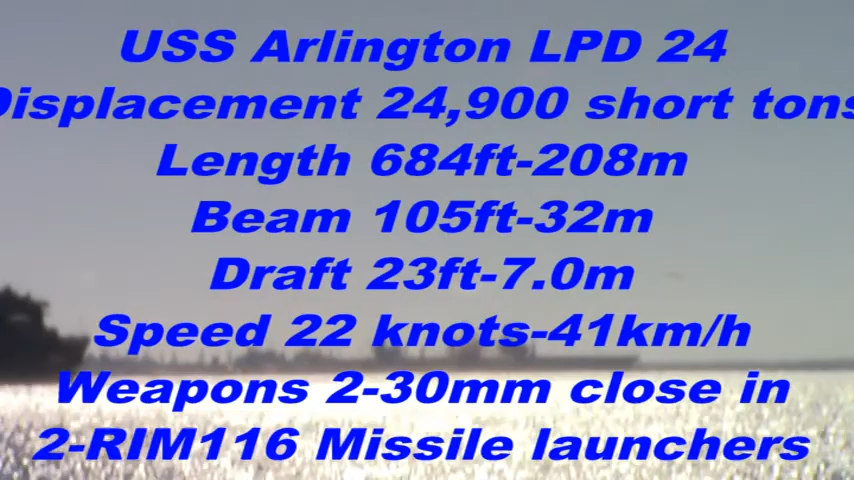 USS Arlington LPD 24
Displacement 24,900 short tons
Length 684ft-208m
Beam 105ft-32m
Draft 23ft-7.0m
Speed 22 knots-41km/h
Weapons 2-30mm close in
2-RIM116 Missile launchers